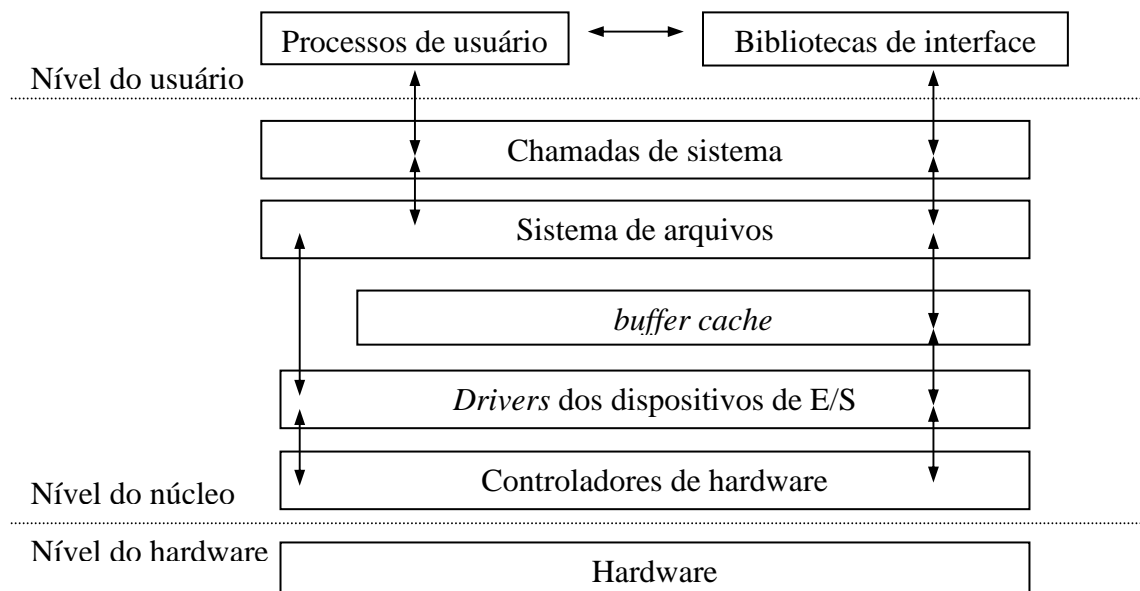 Processos de usuário
Bibliotecas de interface
Nível do usuário
Chamadas de sistema
Sistema de arquivos
buffer cache
Drivers dos dispositivos de E/S
Controladores de hardware
Nível do núcleo
Nível do hardware
Hardware